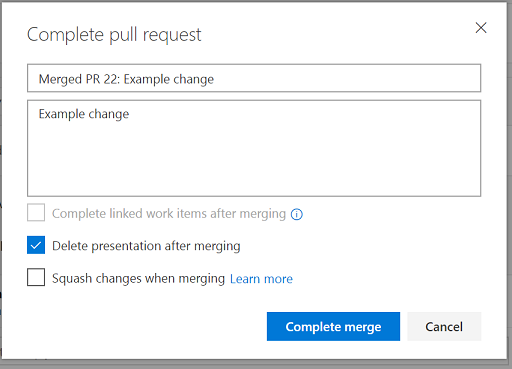 Complete pull request
Merged PR 22: Example change
Example change
Complete linked work items after merging
Delete presentation after merging
Squash changes when merging Learn more
Complete merge Cancel